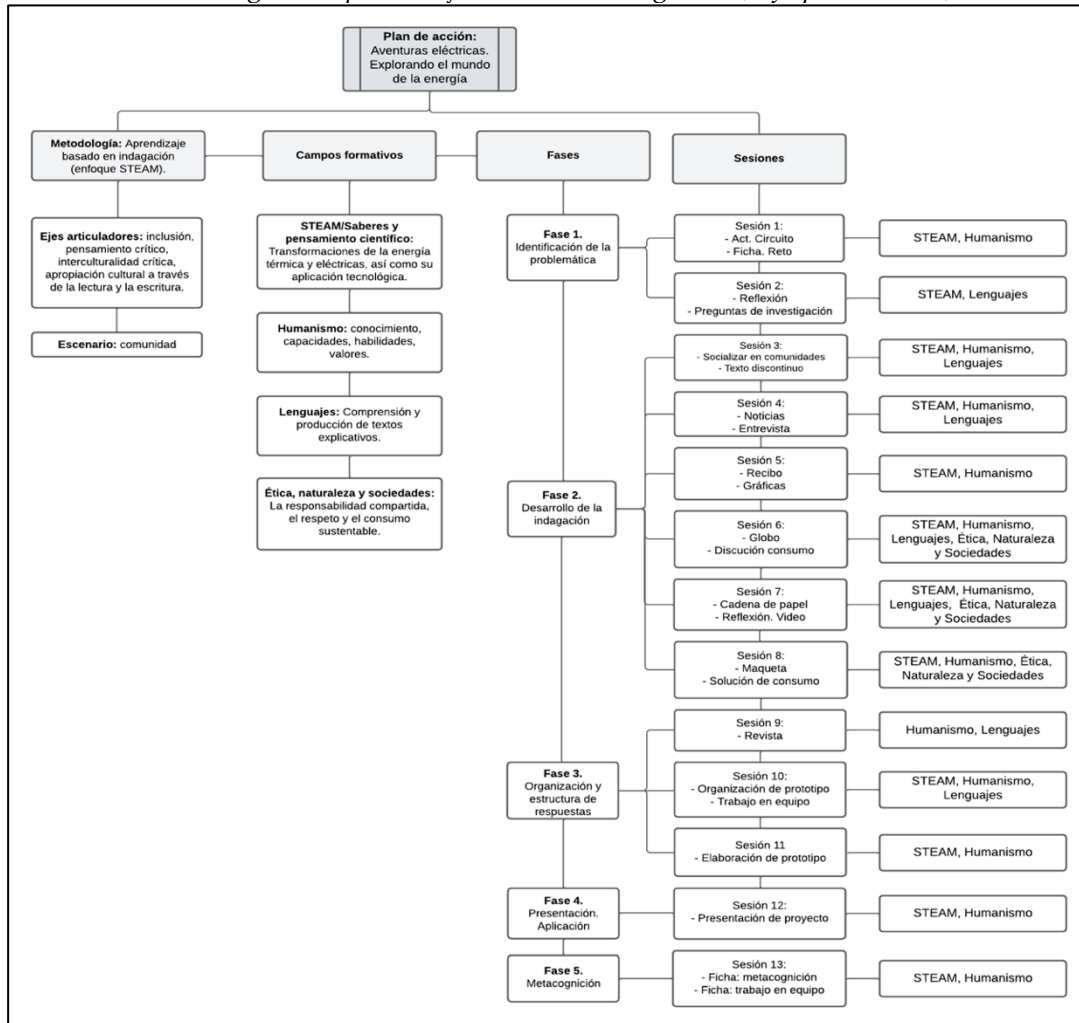 Plan de acción:
Aventuras eléctricas.
Explorando el mundo
de la energía
Metodología: Aprendizaje
basado en indagación
(enfoque STEAM).
Campos formativos
Fases
Sesiones
Ejes articuladores: inclusión,
pensamiento crítico,
interculturalidad crítica,
apropiación cultural a través
de la lectura y la escritura.
Escenario: comunidad
STEAM/Saberes y
pensamiento científico:
Transformaciones de la energía
térmica y eléctricas, así como su
aplicación tecnológica.
Humanismo: conocimiento,
capacidades, habilidades,
valores.
Lenguajes: Comprensión y
producción de textos
explicativos.
Ética, naturaleza y sociedades:
La responsabilidad compartida,
el respeto y el consumo
sustentable.
Fase 1.
Identificación de la
problemática
Sesión 1:
- Act. Circuito
- Ficha. Reto
STEAM, Humanismo
Sesión 2:
- Reflexión
- Preguntas de investigación
STEAM, Lenguajes
Fase 2.
Desarrollo de la
indagación
Sesión 3:
- Socializar en comunidades
- Texto discontinuo
STEAM, Humanismo,
Lenguajes
Sesión 4:
- Noticias
- Entrevista
STEAM, Humanismo,
Lenguajes
Sesión 5:
- Recibo
- Gráficas
STEAM, Humanismo
Sesión 6:
- Globo
- Discución consumo
STEAM, Humanismo,
Lenguajes, Ética, Naturaleza
y Sociedades
Sesión 7:
- Cadena de papel
- Reflexión. Video
STEAM, Humanismo,
Lenguajes, Ética, Naturaleza
y Sociedades
Sesión 8:
- Maqueta
- Solución de consumo
STEAM, Humanismo, Ética,
Naturaleza y Sociedades
Fase 3.
Organización y
estructura de
respuestas
Sesión 9:
- Revista
Humanismo, Lenguajes
Sesión 10:
- Organización de prototipo
- Trabajo en equipo
STEAM, Humanismo,
Lenguajes
Sesión 11
- Elaboración de prototipo
STEAM, Humanismo
Fase 4.
Presentación.
Aplicación
Sesión 12:
- Presentación de proyecto
STEAM, Humanismo
Fase 5.
Metacognición
Sesión 13:
- Ficha: metacognición
- Ficha: trabajo en equipo
STEAM, Humanismo